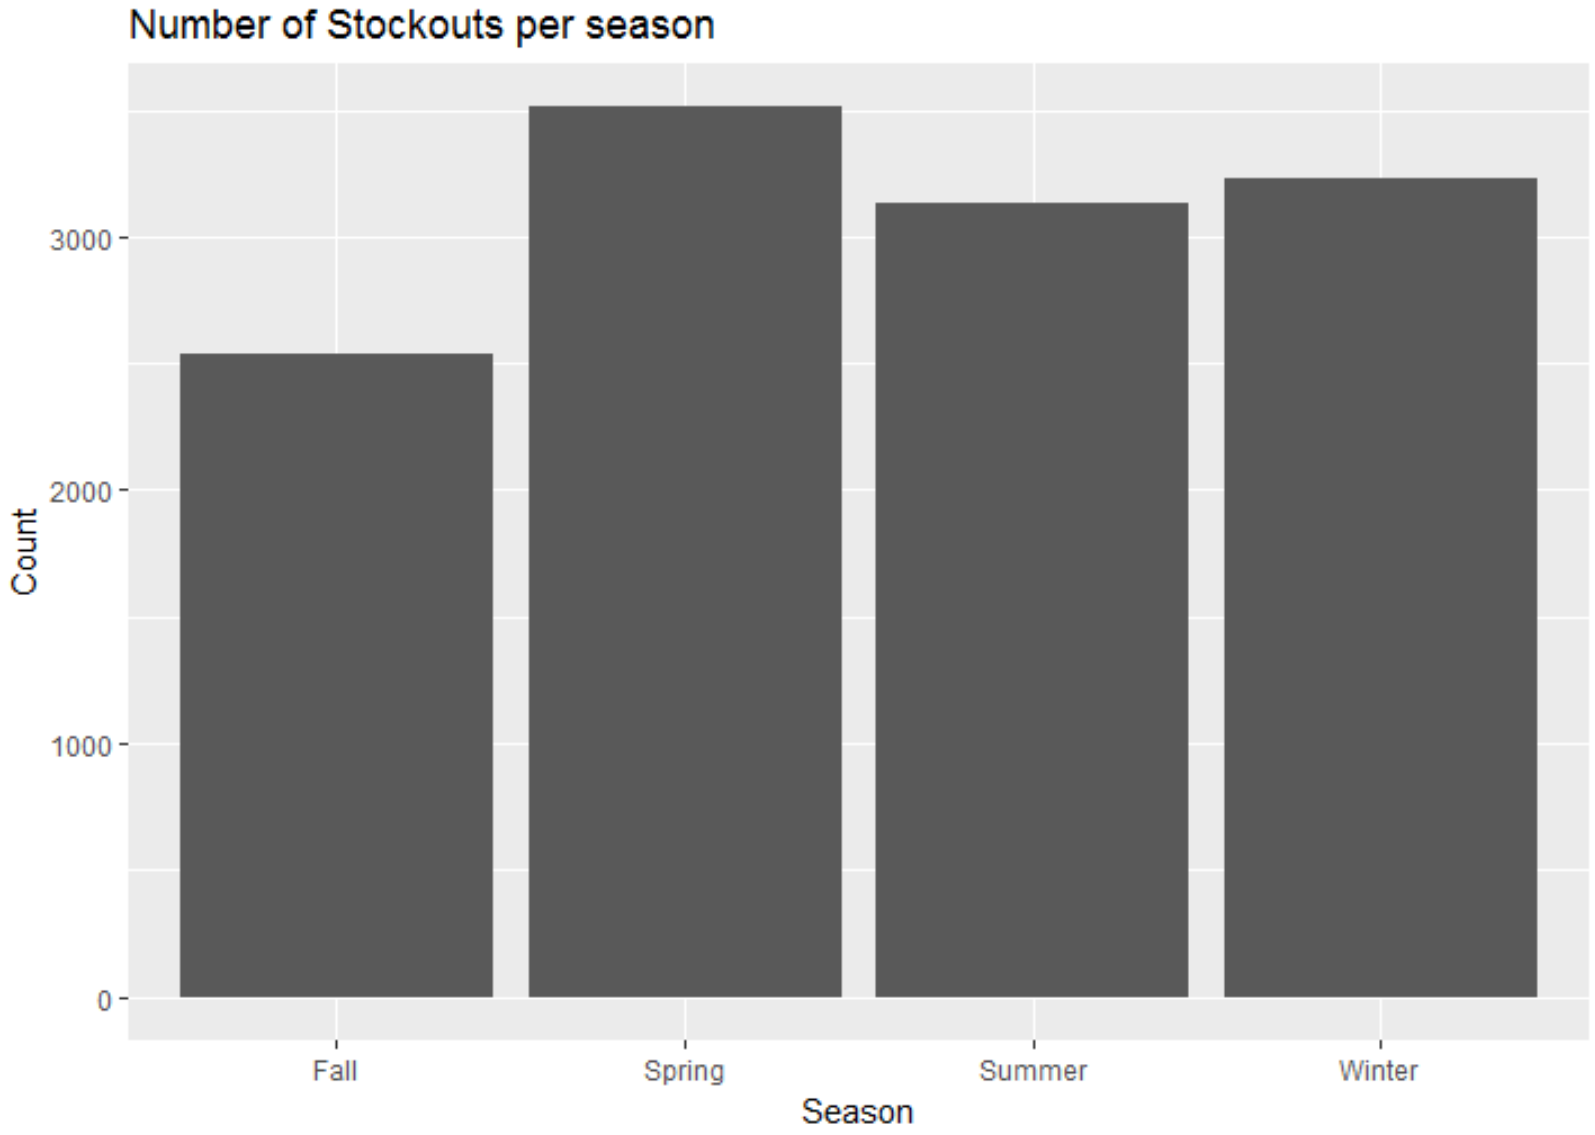 Number of Stockouts per season
Count
3000
2000
1000
0
Fall Spring Summer Winter
Season